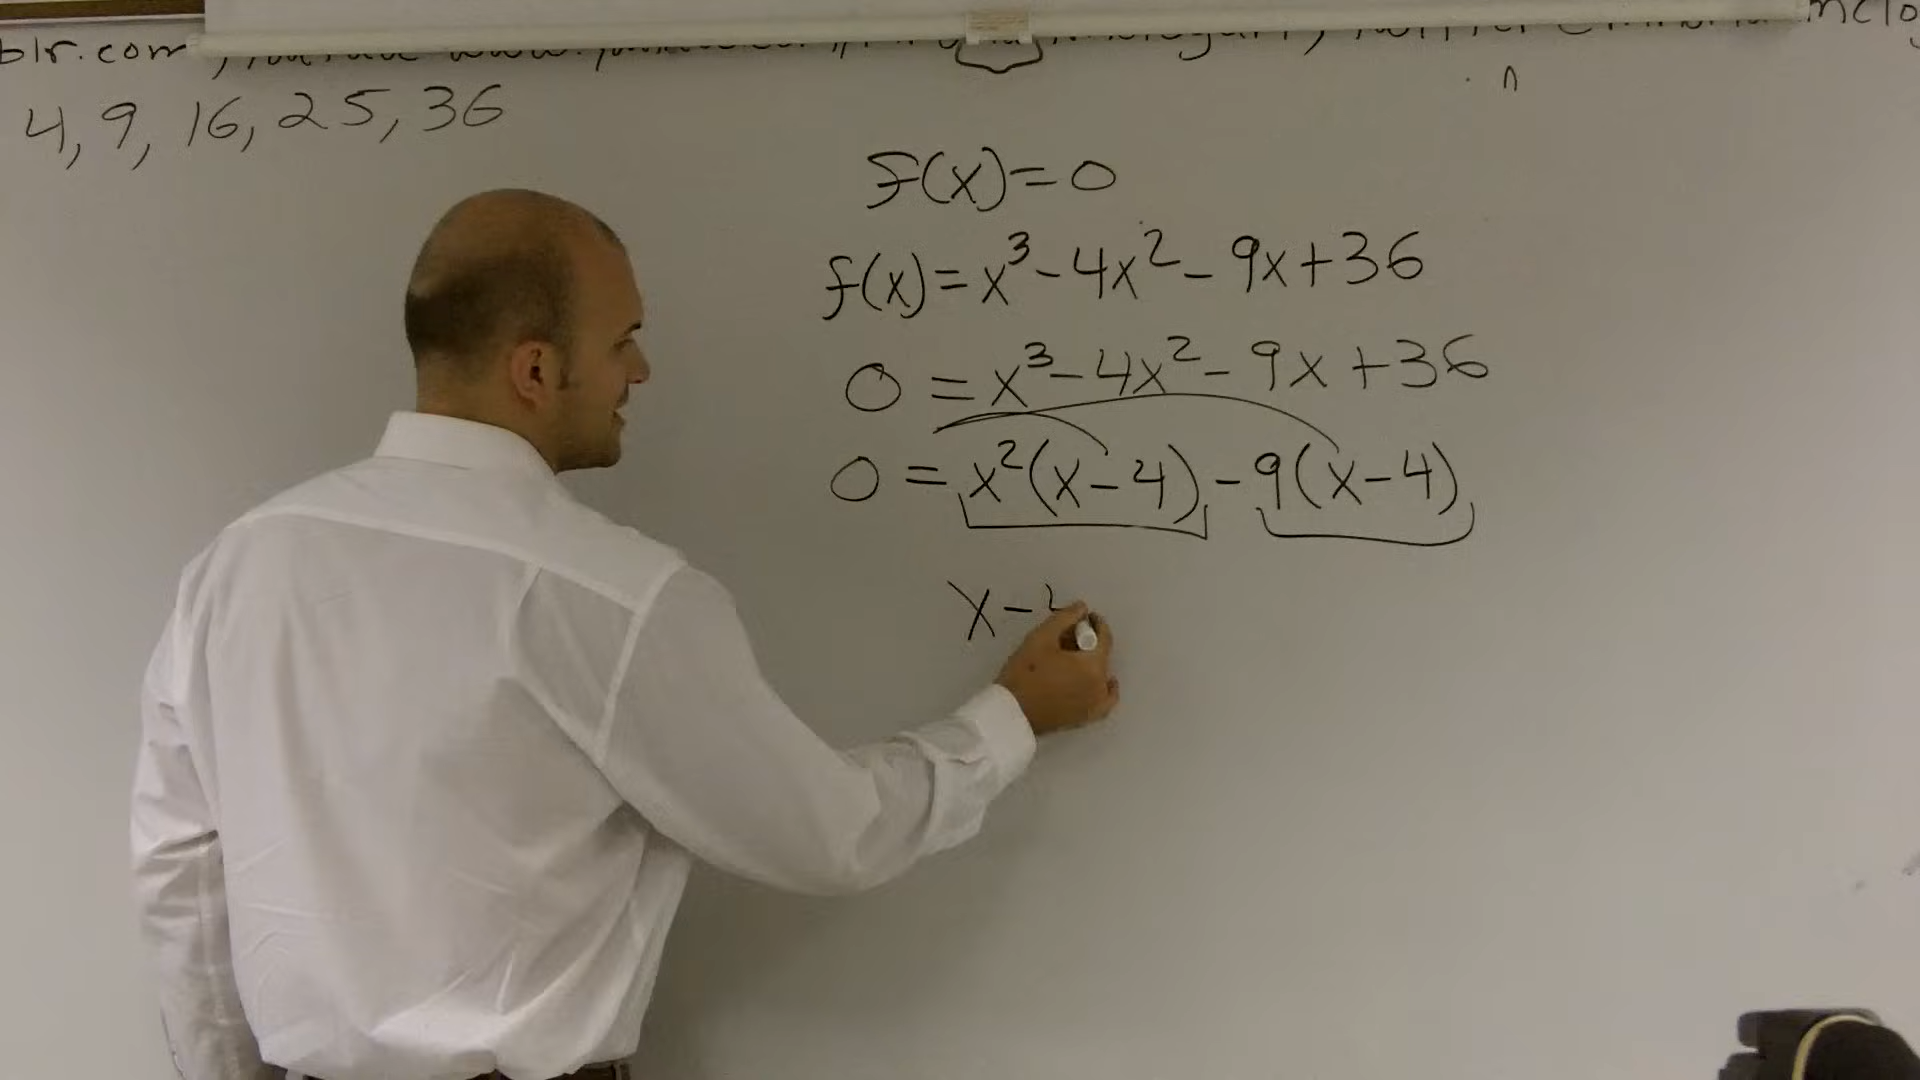 blr.com,
4, 9, 16, 25, 36
n
f(x)=0
f(x)=x³-4x²-9x+36
0=x³-4x²-9x+36
0=x²(x-4)-9(x-4)
x-